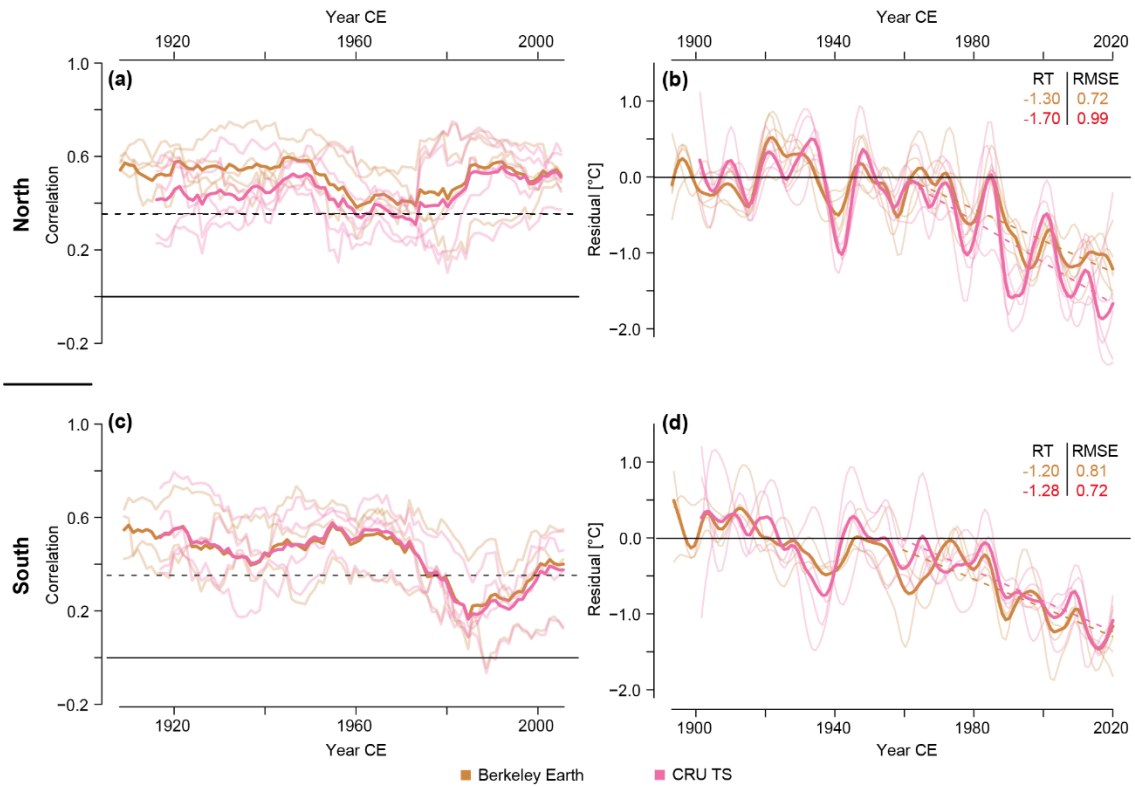 Year CE
Year CE
1920
1960
2000
1900
1940
1980
2020
North
Correlation
1.0
0.6
0.2
−0.2
(a)
Residual [°C]
1.0
0.0
−1.0
−2.0
(b)
RT RMSE
-1.30 0.72
-1.70 0.99
South
Correlation
1.0
0.6
0.2
−0.2
(c)
Residual [°C]
1.0
0.0
−1.0
−2.0
(d)
RT RMSE
-1.20 0.81
-1.28 0.72
1920
1960
2000
1900
1940
1980
2020
Year CE
Year CE
Berkeley Earth
CRU TS